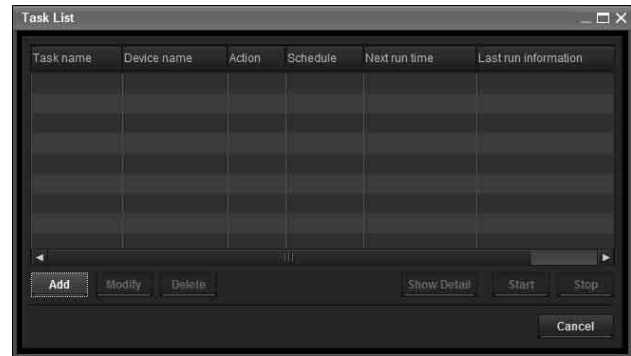 Task List
Task name Device name Action Schedule Next run time Last run information
Add Modify Delete Show Detail Start Stop
Cancel